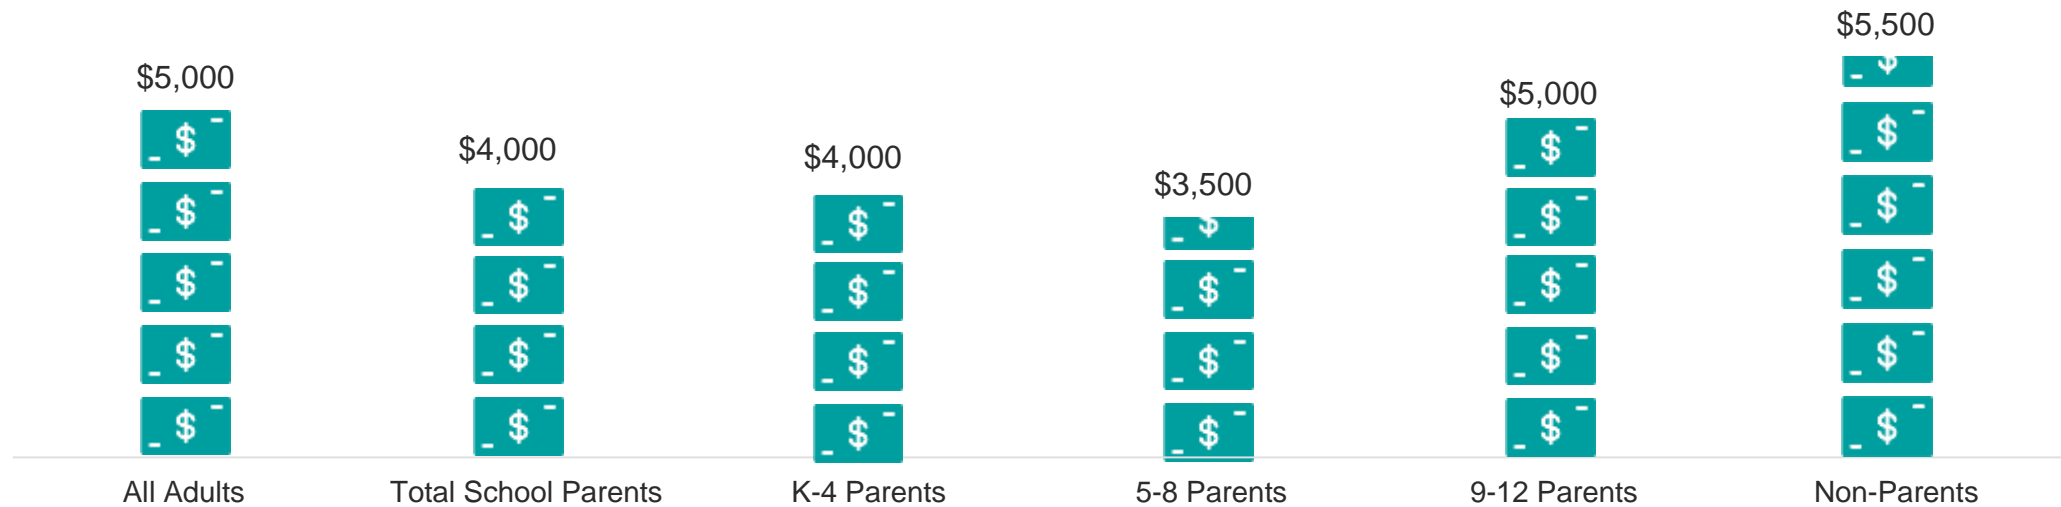 $5,500
$5,000
$5,000
$4,000
$4,000
$3,500
All Adults
Total School Parents
K-4 Parents
5-8 Parents
9-12 Parents
Non-Parents